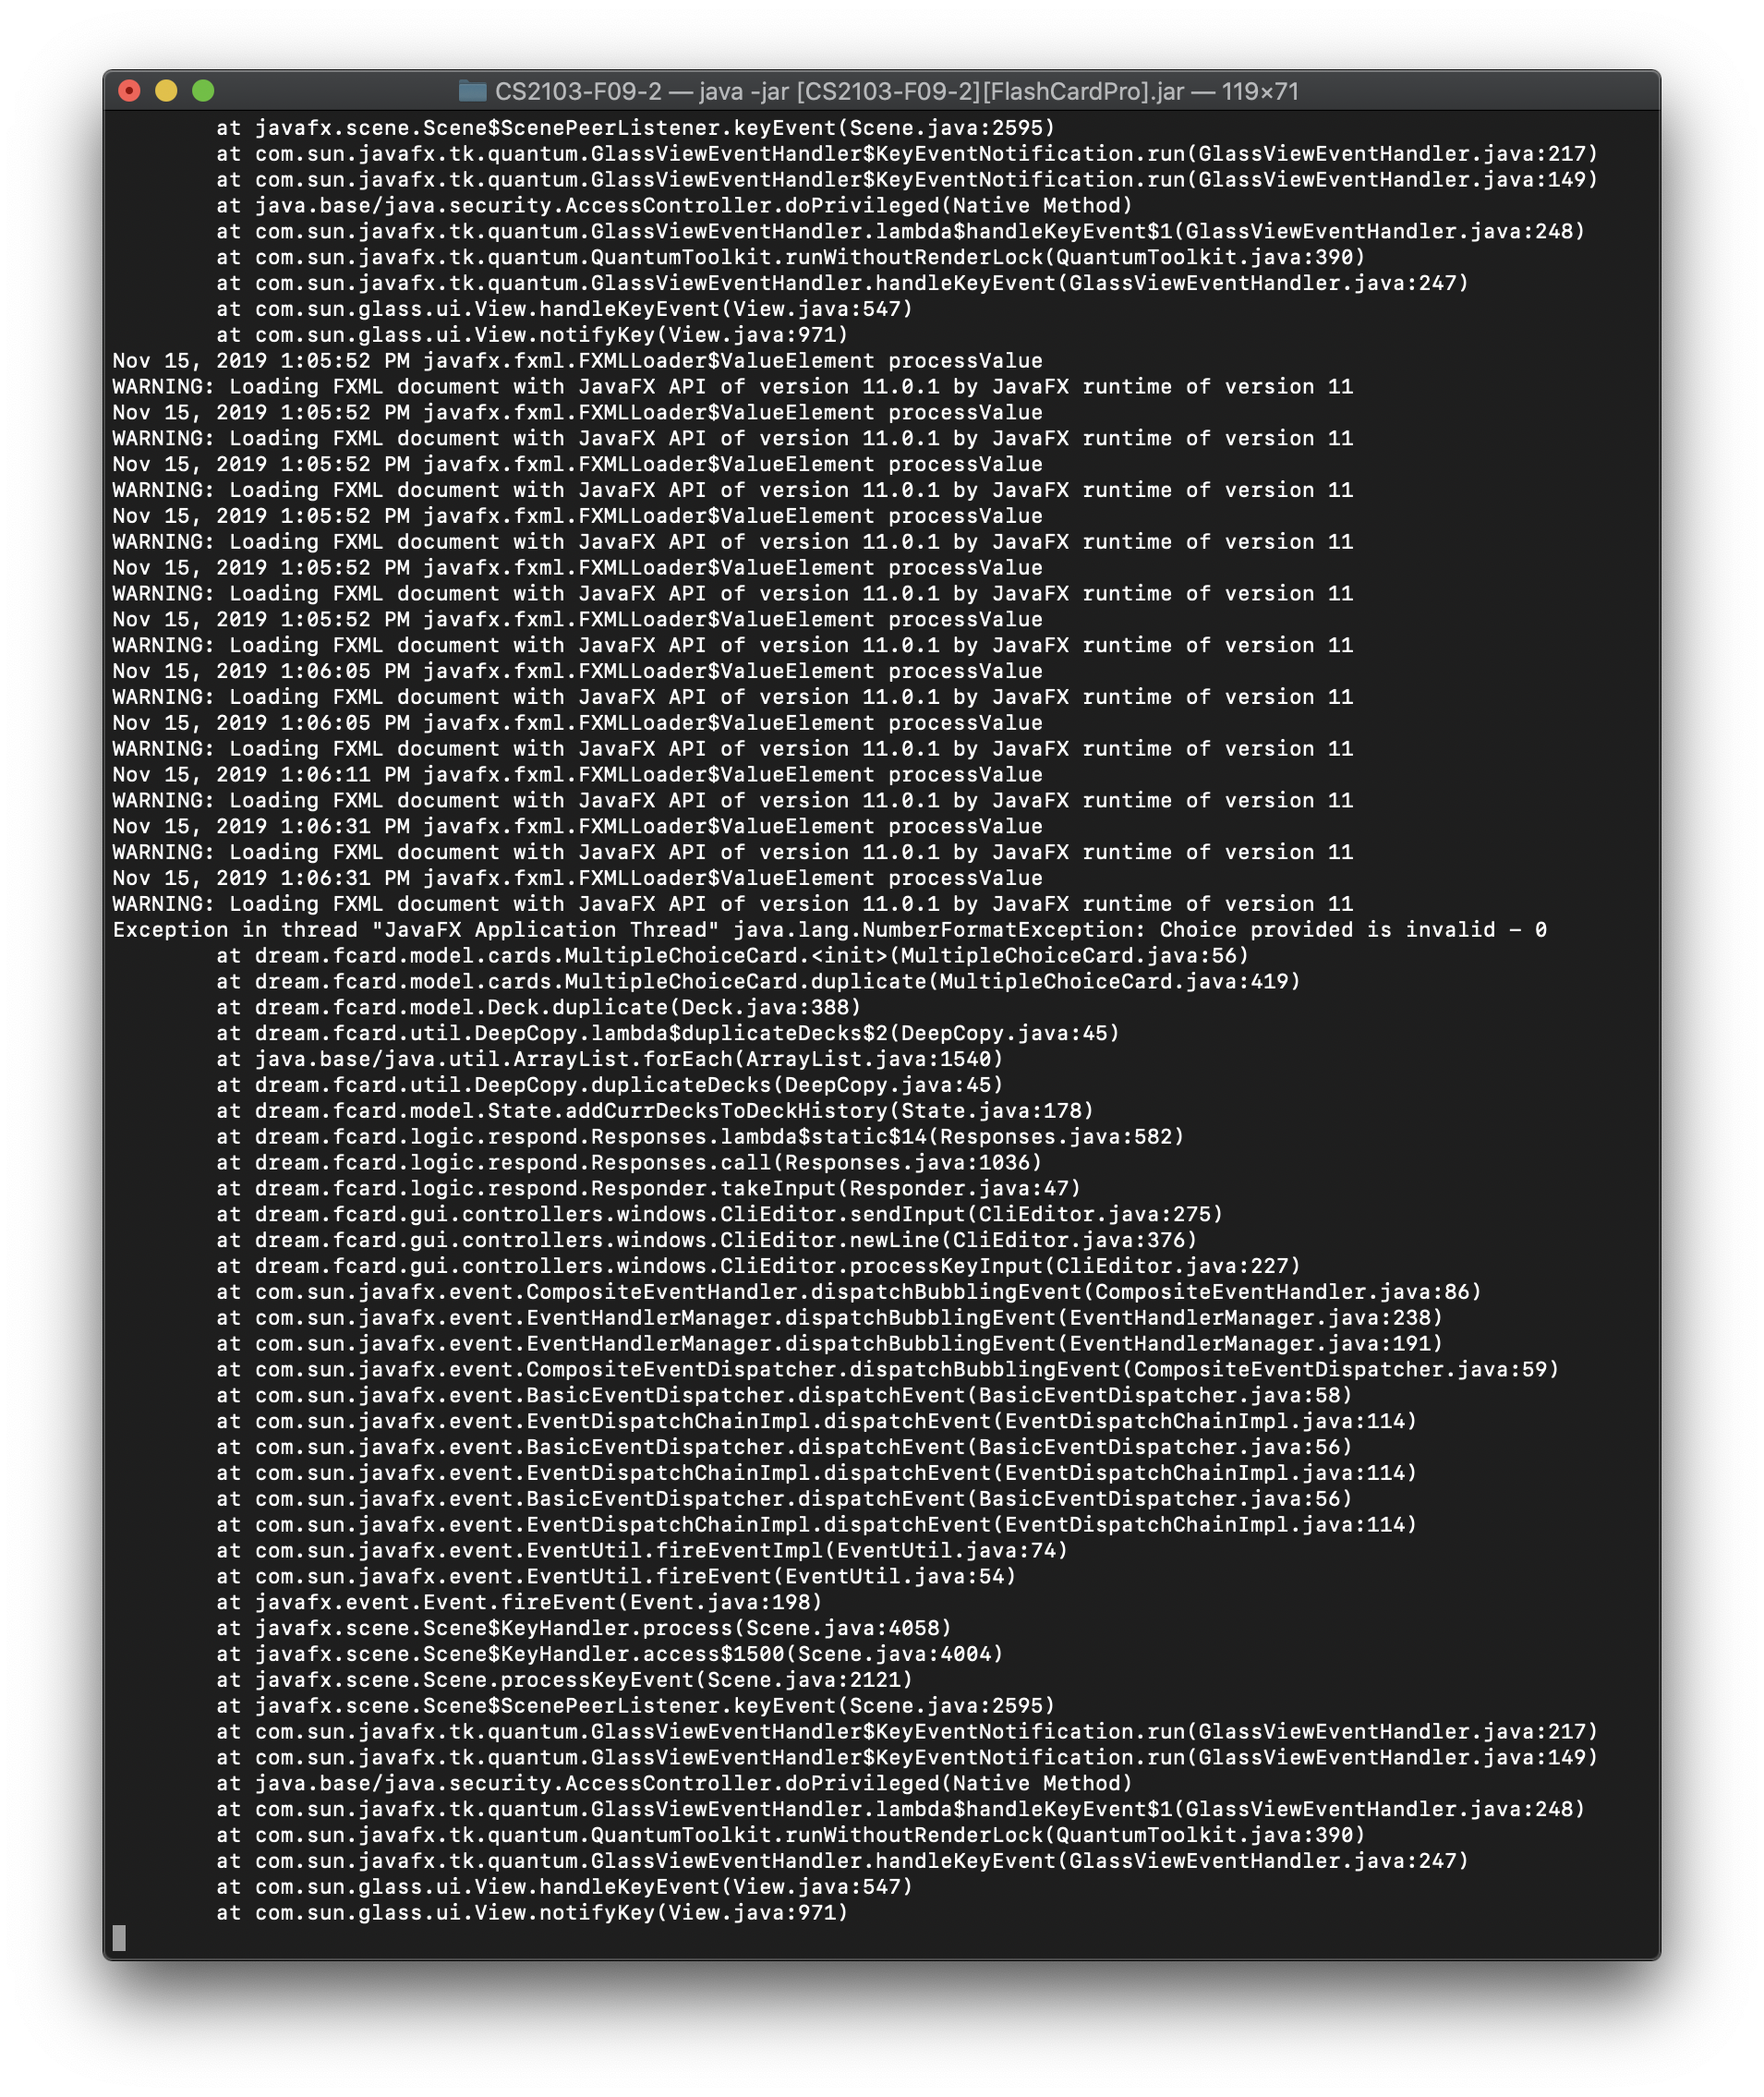 CS2103-F09-2 — java -jar [CS2103-F09-2][FlashCardPro].jar — 119×71
at javafx.scene.Scene$ScenePeerListener.keyEvent(Scene.java:2595)
at com.sun.javafx.tk.quantum.GlassViewEventHandler$KeyEventNotification.run(GlassViewEventHandler.java:217)
at com.sun.javafx.tk.quantum.GlassViewEventHandler$KeyEventNotification.run(GlassViewEventHandler.java:149)
at java.base/java.security.AccessController.doPrivileged(Native Method)
at com.sun.javafx.tk.quantum.GlassViewEventHandler.lambda$handleKeyEvent$1(GlassViewEventHandler.java:248)
at com.sun.javafx.tk.quantum.QuantumToolkit.runWithoutRenderLock(QuantumToolkit.java:390)
at com.sun.javafx.tk.quantum.GlassViewEventHandler.handleKeyEvent(GlassViewEventHandler.java:247)
at com.sun.glass.ui.View.handleKeyEvent(View.java:547)
at com.sun.glass.ui.View.notifyKey(View.java:971)
Nov 15, 2019 1:05:52 PM javafx.fxml.FXMLLoader$ValueElement processValue
WARNING: Loading FXML document with JavaFX API of version 11.0.1 by JavaFX runtime of version 11
Nov 15, 2019 1:05:52 PM javafx.fxml.FXMLLoader$ValueElement processValue
WARNING: Loading FXML document with JavaFX API of version 11.0.1 by JavaFX runtime of version 11
Nov 15, 2019 1:05:52 PM javafx.fxml.FXMLLoader$ValueElement processValue
WARNING: Loading FXML document with JavaFX API of version 11.0.1 by JavaFX runtime of version 11
Nov 15, 2019 1:05:52 PM javafx.fxml.FXMLLoader$ValueElement processValue
WARNING: Loading FXML document with JavaFX API of version 11.0.1 by JavaFX runtime of version 11
Nov 15, 2019 1:05:52 PM javafx.fxml.FXMLLoader$ValueElement processValue
WARNING: Loading FXML document with JavaFX API of version 11.0.1 by JavaFX runtime of version 11
Nov 15, 2019 1:05:52 PM javafx.fxml.FXMLLoader$ValueElement processValue
WARNING: Loading FXML document with JavaFX API of version 11.0.1 by JavaFX runtime of version 11
Nov 15, 2019 1:06:05 PM javafx.fxml.FXMLLoader$ValueElement processValue
WARNING: Loading FXML document with JavaFX API of version 11.0.1 by JavaFX runtime of version 11
Nov 15, 2019 1:06:05 PM javafx.fxml.FXMLLoader$ValueElement processValue
WARNING: Loading FXML document with JavaFX API of version 11.0.1 by JavaFX runtime of version 11
Nov 15, 2019 1:06:11 PM javafx.fxml.FXMLLoader$ValueElement processValue
WARNING: Loading FXML document with JavaFX API of version 11.0.1 by JavaFX runtime of version 11
Nov 15, 2019 1:06:31 PM javafx.fxml.FXMLLoader$ValueElement processValue
WARNING: Loading FXML document with JavaFX API of version 11.0.1 by JavaFX runtime of version 11
Nov 15, 2019 1:06:31 PM javafx.fxml.FXMLLoader$ValueElement processValue
WARNING: Loading FXML document with JavaFX API of version 11.0.1 by JavaFX runtime of version 11
Exception in thread "JavaFX Application Thread" java.lang.NumberFormatException: Choice provided is invalid - 0
at dream.fcard.model.cards.MultipleChoiceCard.<init>(MultipleChoiceCard.java:56)
at dream.fcard.model.cards.MultipleChoiceCard.duplicate(MultipleChoiceCard.java:419)
at dream.fcard.model.Deck.duplicate(Deck.java:388)
at dream.fcard.util.DeepCopy.lambda$duplicateDecks$2(DeepCopy.java:45)
at java.base/java.util.ArrayList.forEach(ArrayList.java:1540)
at dream.fcard.util.DeepCopy.duplicateDecks(DeepCopy.java:45)
at dream.fcard.model.State.addCurrDecksToDeckHistory(State.java:178)
at dream.fcard.logic.respond.Responses.lambda$static$14(Responses.java:582)
at dream.fcard.logic.respond.Responses.call(Responses.java:1036)
at dream.fcard.logic.respond.Responder.takeInput(Responder.java:47)
at dream.fcard.gui.controllers.windows.CliEditor.sendInput(CliEditor.java:275)
at dream.fcard.gui.controllers.windows.CliEditor.newLine(CliEditor.java:376)
at dream.fcard.gui.controllers.windows.CliEditor.processKeyInput(CliEditor.java:227)
at com.sun.javafx.event.CompositeEventHandler.dispatchBubblingEvent(CompositeEventHandler.java:86)
at com.sun.javafx.event.EventHandlerManager.dispatchBubblingEvent(EventHandlerManager.java:238)
at com.sun.javafx.event.EventHandlerManager.dispatchBubblingEvent(EventHandlerManager.java:191)
at com.sun.javafx.event.CompositeEventDispatcher.dispatchBubblingEvent(CompositeEventDispatcher.java:59)
at com.sun.javafx.event.BasicEventDispatcher.dispatchEvent(BasicEventDispatcher.java:58)
at com.sun.javafx.event.EventDispatchChainImpl.dispatchEvent(EventDispatchChainImpl.java:114)
at com.sun.javafx.event.BasicEventDispatcher.dispatchEvent(BasicEventDispatcher.java:56)
at com.sun.javafx.event.EventDispatchChainImpl.dispatchEvent(EventDispatchChainImpl.java:114)
at com.sun.javafx.event.BasicEventDispatcher.dispatchEvent(BasicEventDispatcher.java:56)
at com.sun.javafx.event.EventDispatchChainImpl.dispatchEvent(EventDispatchChainImpl.java:114)
at com.sun.javafx.event.EventUtil.fireEventImpl(EventUtil.java:74)
at com.sun.javafx.event.EventUtil.fireEvent(EventUtil.java:54)
at javafx.event.Event.fireEvent(Event.java:198)
at javafx.scene.Scene$KeyHandler.process(Scene.java:4058)
at javafx.scene.Scene$KeyHandler.access$1500(Scene.java:4004)
at javafx.scene.Scene.processKeyEvent(Scene.java:2121)
at javafx.scene.Scene$ScenePeerListener.keyEvent(Scene.java:2595)
at com.sun.javafx.tk.quantum.GlassViewEventHandler$KeyEventNotification.run(GlassViewEventHandler.java:217)
at com.sun.javafx.tk.quantum.GlassViewEventHandler$KeyEventNotification.run(GlassViewEventHandler.java:149)
at java.base/java.security.AccessController.doPrivileged(Native Method)
at com.sun.javafx.tk.quantum.GlassViewEventHandler.lambda$handleKeyEvent$1(GlassViewEventHandler.java:248)
at com.sun.javafx.tk.quantum.QuantumToolkit.runWithoutRenderLock(QuantumToolkit.java:390)
at com.sun.javafx.tk.quantum.GlassViewEventHandler.handleKeyEvent(GlassViewEventHandler.java:247)
at com.sun.glass.ui.View.handleKeyEvent(View.java:547)
at com.sun.glass.ui.View.notifyKey(View.java:971)